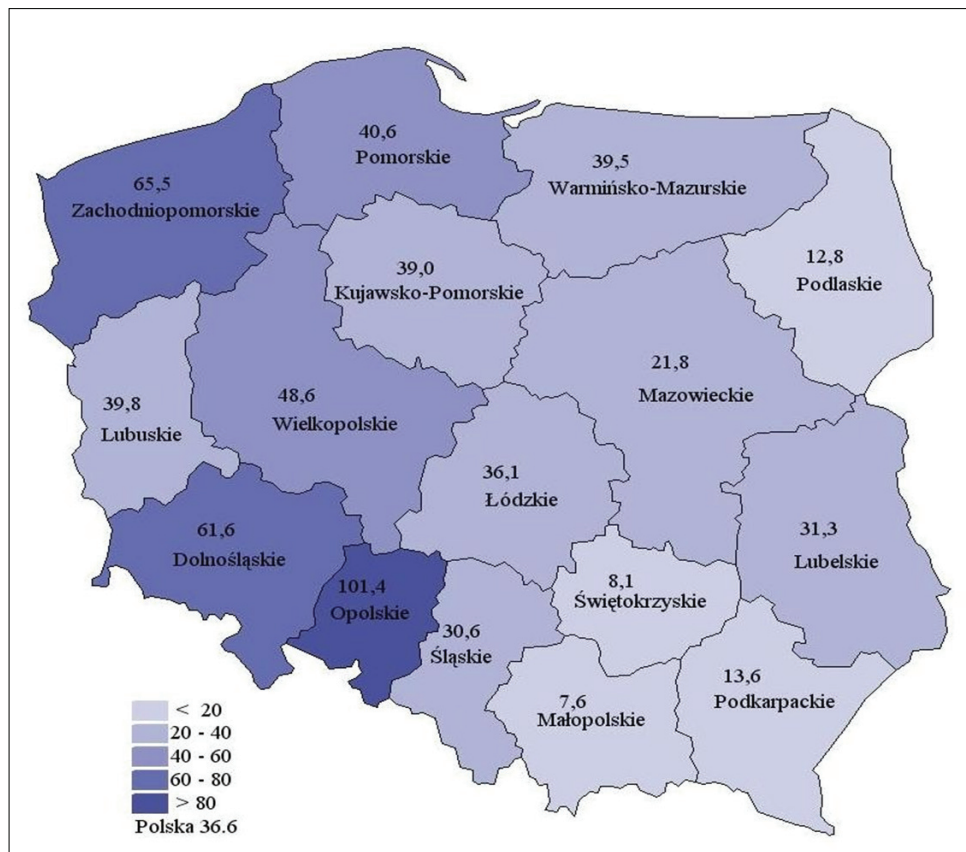 40,6
Pomorskie
39,5
Warmińsko-Mazurskie
65,5
Zachodniopomorskie
12,8
Podlaskie
39,0
Kujawsko-Pomorskie
21,8
Mazowieckie
48,6
Wielkopolskie
39,8
Lubuskie
36,1
Łódzkie
61,6
Dolnośląskie
31,3
Lubelskie
101,4
Opolskie
8,1
Świętokrzyskie
30,6
Śląskie
13,6
Podkarpackie
7,6
Małopolskie
< 20
20 - 40
40 - 60
60 - 80
> 80
Polska 36.6